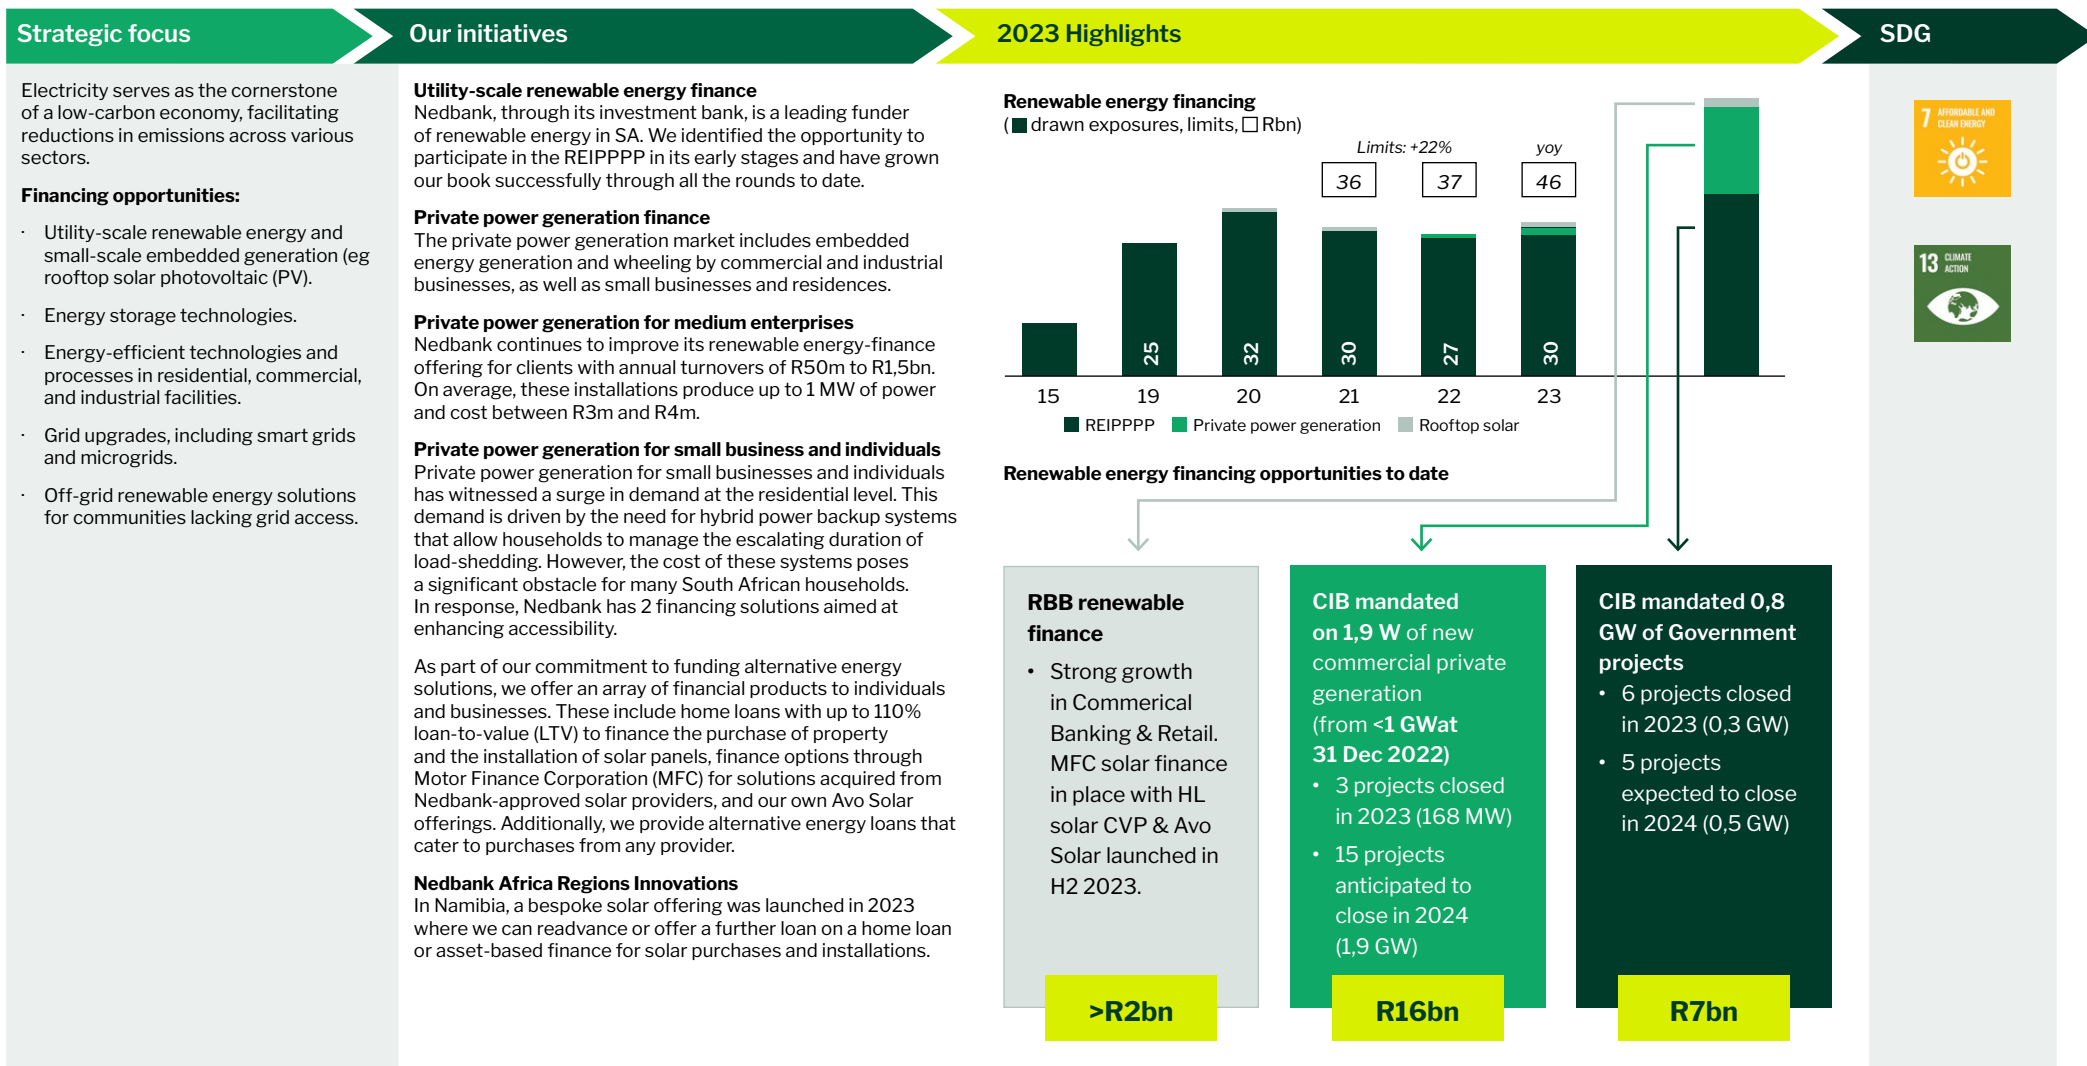 Strategic focus
Our initiatives
2023 Highlights
SDG
Electricity serves as the cornerstone
of a low-carbon economy, facilitating
reductions in emissions across various
sectors.
Financing opportunities:
· Utility-scale renewable energy and
small-scale embedded generation (eg
rooftop solar photovoltaic (PV).
· Energy storage technologies.
· Energy-efficient technologies and
processes in residential, commercial,
and industrial facilities.
· Grid upgrades, including smart grids
and microgrids.
· Off-grid renewable energy solutions
for communities lacking grid access.
Utility-scale renewable energy finance
Nedbank, through its investment bank, is a leading funder
of renewable energy in SA. We identified the opportunity to
participate in the REIPPPP in its early stages and have grown
our book successfully through all the rounds to date.
Private power generation finance
The private power generation market includes embedded
energy generation and wheeling by commercial and industrial
businesses, as well as small businesses and residences.
Private power generation for medium enterprises
Nedbank continues to improve its renewable energy-finance
offering for clients with annual turnovers of R50m to R1,5bn.
On average, these installations produce up to 1 MW of power
and cost between R3m and R4m.
Private power generation for small business and individuals
Private power generation for small businesses and individuals
has witnessed a surge in demand at the residential level. This
demand is driven by the need for hybrid power backup systems
that allow households to manage the escalating duration of
load-shedding. However, the cost of these systems poses
a significant obstacle for many South African households.
In response, Nedbank has 2 financing solutions aimed at
enhancing accessibility.
As part of our commitment to funding alternative energy
solutions, we offer an array of financial products to individuals
and businesses. These include home loans with up to 110%
loan-to-value (LTV) to finance the purchase of property
and the installation of solar panels, finance options through
Motor Finance Corporation (MFC) for solutions acquired from
Nedbank-approved solar providers, and our own Avo Solar
offerings. Additionally, we provide alternative energy loans that
cater to purchases from any provider.
Nedbank Africa Regions Innovations
In Namibia, a bespoke solar offering was launched in 2023
where we can readvance or offer a further loan on a home loan
or asset-based finance for solar purchases and installations.
Renewable energy financing
( drawn exposures, limits, Rbn)
Limits: +22% yoy
36 37 46
25 32 30 27 30
15 19 20 21 22 23
REIPPPP Private power generation Rooftop solar
Renewable energy financing opportunities to date
RBB renewable
finance
• Strong growth
in Commerical
Banking & Retail.
MFC solar finance
in place with HL
solar CVP & Avo
Solar launched in
H2 2023.
>R2bn
CIB mandated
on 1,9 W of new
commercial private
generation
(from <1 GWat
31 Dec 2022)
• 3 projects closed
in 2023 (168 MW)
• 15 projects
anticipated to
close in 2024
(1,9 GW)
R16bn
CIB mandated 0,8
GW of Government
projects
• 6 projects closed
in 2023 (0,3 GW)
• 5 projects
expected to close
in 2024 (0,5 GW)
R7bn
7 AFFORDABLE AND
CLEAN ENERGY
13 CLIMATE
ACTION